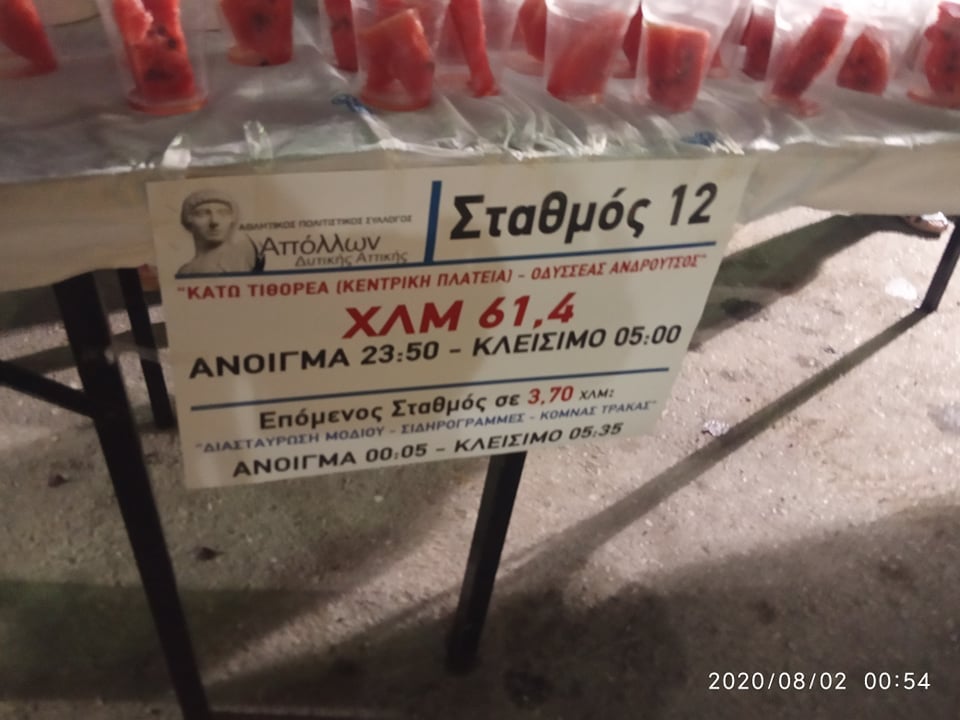 ΑΘΛΗΤΙΚΟΣ ΠΟΛΙΤΙΣΤΙΚΟΣ ΣΥΛΛΟΓΟΣ
Απόλλων
Δυτικής Αττικής
Σταθμός 12
"ΚΑΤΩ ΤΙΘΟΡΕΑ (ΚΕΝΤΡΙΚΗ ΠΛΑΤΕΙΑ) - ΟΔΥΣΣΕΑΣ ΑΝΔΡΟΥΤΣΟΣ"
ΧΛΜ 61,4
ΑΝΟΙΓΜΑ 23:50 - ΚΛΕΙΣΙΜΟ 05:00
Επόμενος Σταθμός σε 3,70 ΧΛΜ:
"ΔΙΑΣΤΑΥΡΩΣΗ ΜΟΔΙΟΥ - ΣΙΔΗΡΟΓΡΑΜΜΕΣ - ΚΟΜΝΑΣ ΤΡΑΚΑΣ"
ΑΝΟΙΓΜΑ 00:05 - ΚΛΕΙΣΙΜΟ 05:35
2020/08/02 00:54